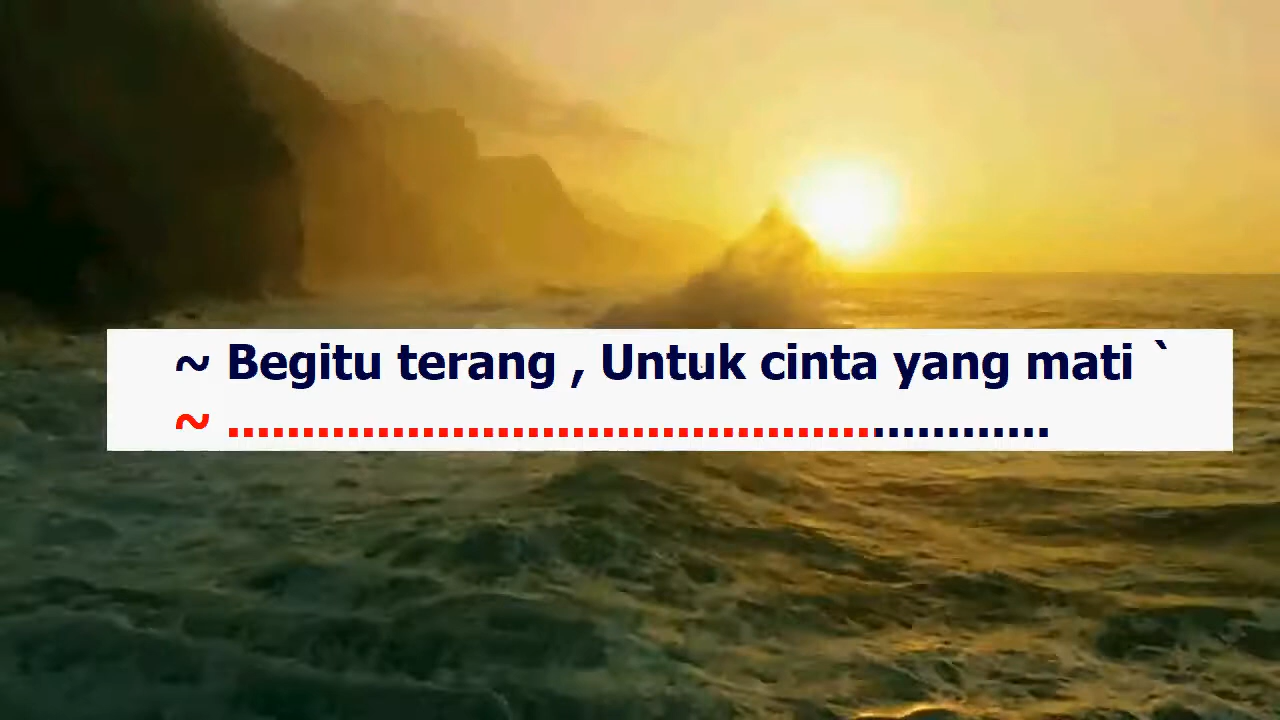 ~ Begitu terang , Untuk cinta yang mati `
~ .......................................................